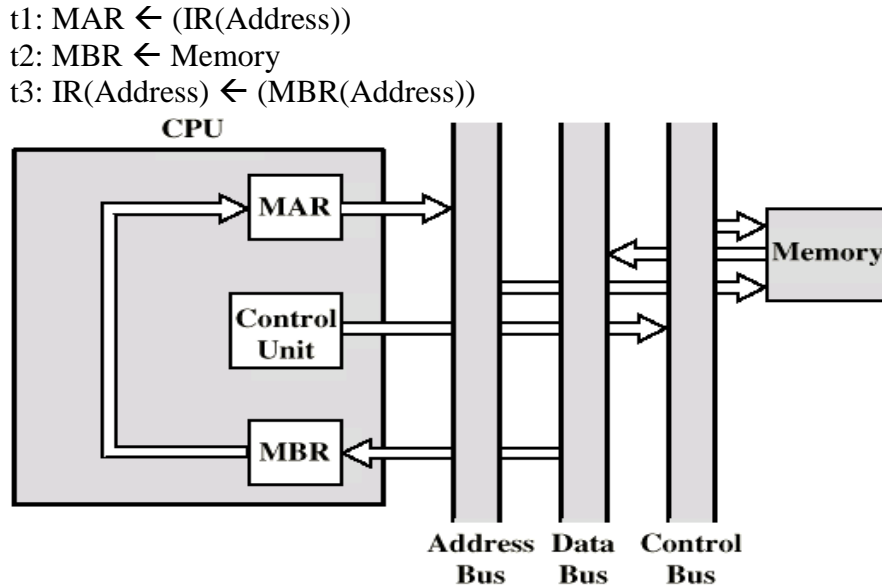 t1: MAR ← (IR(Address))
t2: MBR ← Memory
t3: IR(Address) ← (MBR(Address))
CPU
MAR
Memory
Control
Unit
MBR
Address Data Control
Bus Bus Bus